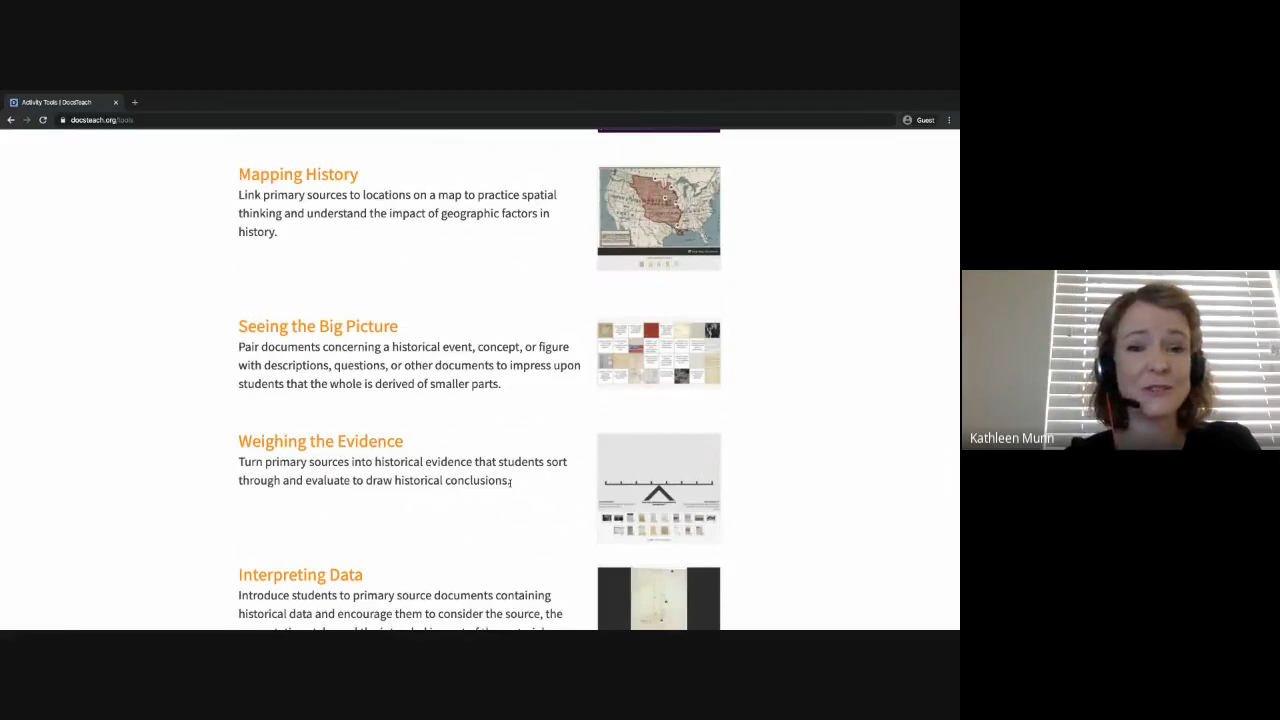 Activity Tools | DocsTeach
docsteach.org/tools
Guest
Mapping History
Link primary sources to locations on a map to practice spatial
thinking and understand the impact of geographic factors in
history.
Seeing the Big Picture
Pair documents concerning a historical event, concept, or figure
with descriptions, questions, or other documents to impress upon
students that the whole is derived of smaller parts.
Weighing the Evidence
Turn primary sources into historical evidence that students sort
through and evaluate to draw historical conclusions.
Interpreting Data
Introduce students to primary source documents containing
historical data and encourage them to consider the source, the
Kathleen Munn